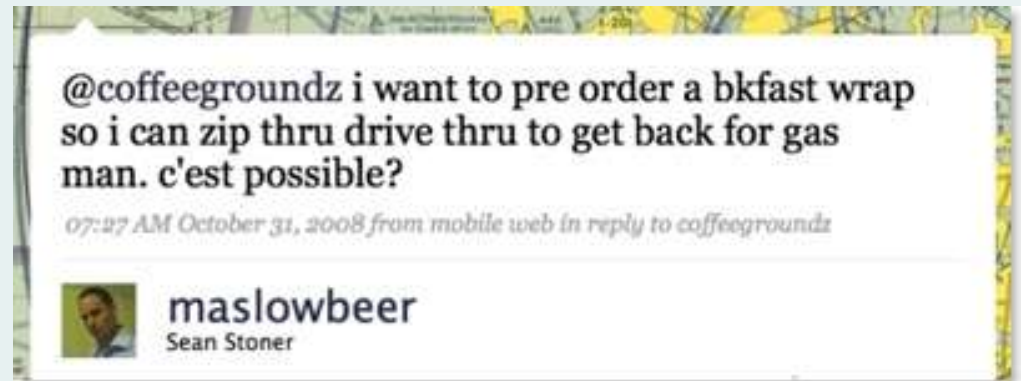 @coffeegroundz i want to pre order a bkfast wrap
so i can zip thru drive thru to get back for gas
man. c'est possible?
07:27 AM October 31, 2008 from mobile web in reply to coffeegroundz
maslowbeer
Sean Stoner